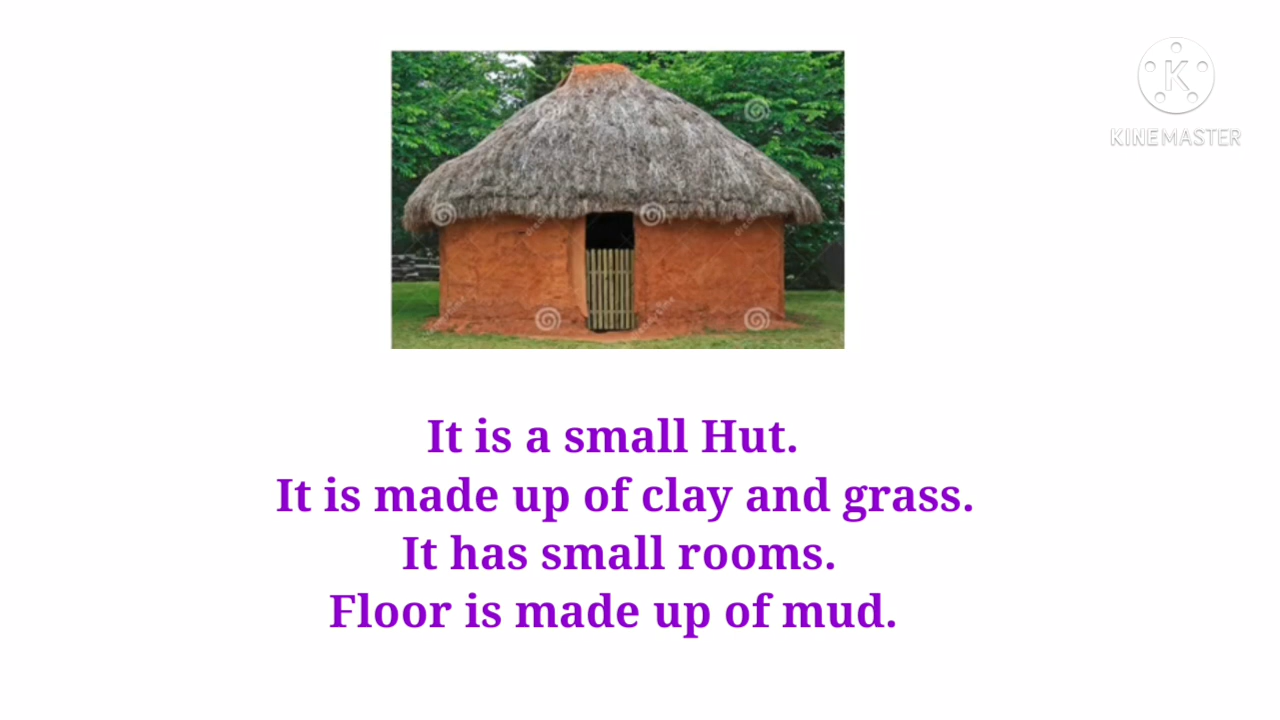 KINEMASTER
It is a small Hut.
It is made up of clay and grass.
It has small rooms.
Floor is made up of mud.